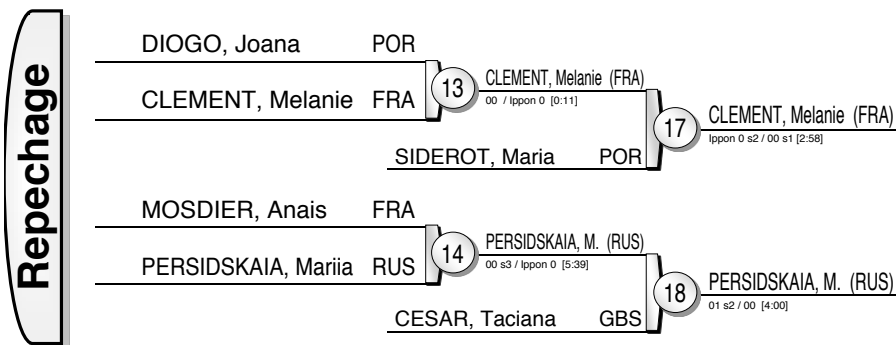 Repechage
DIOGO, Joana POR
13
CLEMENT, Melanie (FRA)
00 / Ippon 0 [0:11]
CLEMENT, Melanie FRA
17
CLEMENT, Melanie (FRA)
Ippon 0 s2 / 00 s1 [2:58]
SIDEROT, Maria POR
MOSDIER, Anais FRA
14
PERSIDSKAIA, M. (RUS)
00 s3 / Ippon 0 [5:39]
PERSIDSKAIA, Mariia RUS
18
PERSIDSKAIA, M. (RUS)
01 s2 / 00 [4:00]
CESAR, Taciana GBS